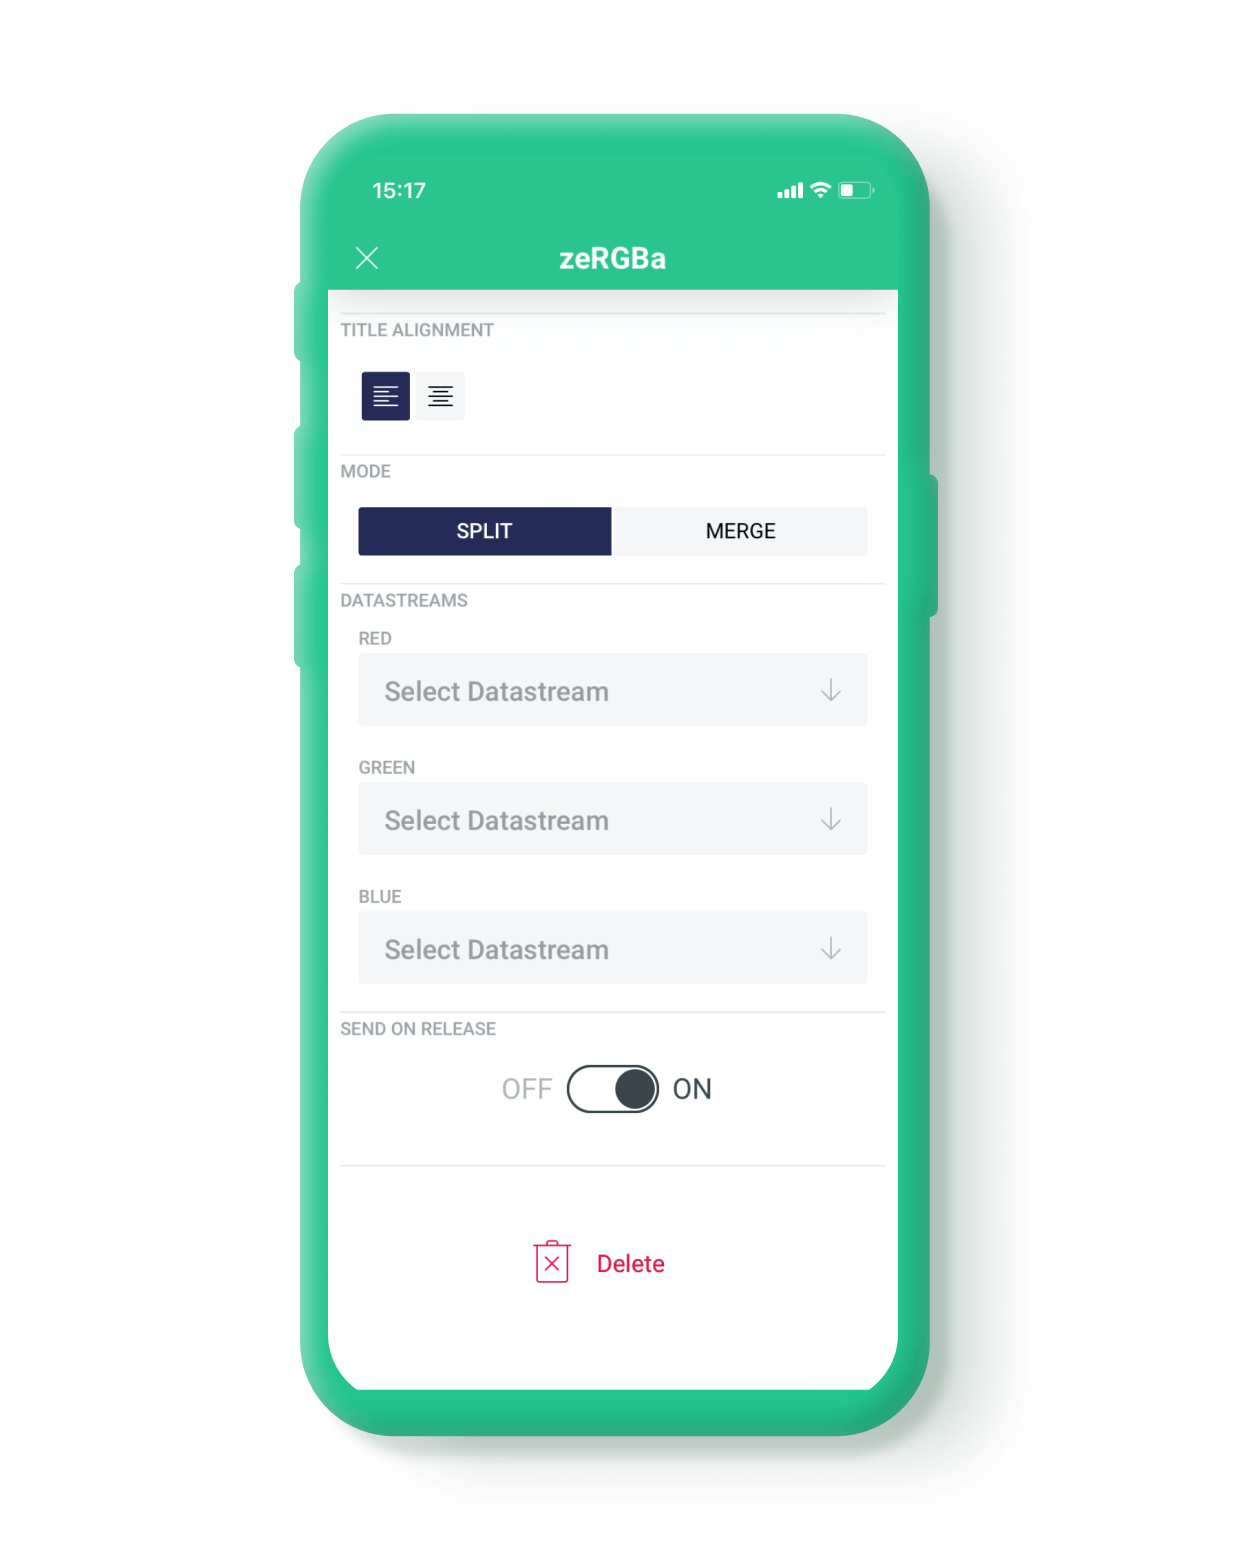 15:17
zeRGBa
TITLE ALIGNMENT
MODE
SPLIT MERGE
DATASTREAMS
RED
Select Datastream
GREEN
Select Datastream
BLUE
Select Datastream
SEND ON RELEASE
OFF ON
Delete